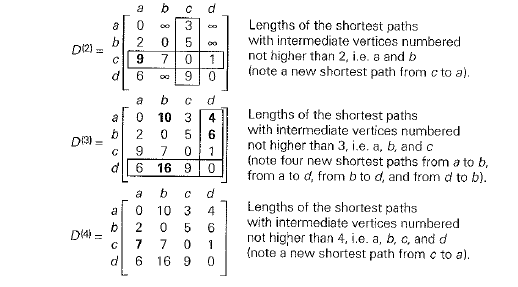 a b c d
a 0 ∞ 3 ∞ Lengths of the shortest paths
D(2) = b 2 0 5 ∞ with intermediate vertices numbered
c 9 7 0 1 not higher than 2, i.e. a and b
d 6 ∞ 9 0 (note a new shortest path from c to a).
a b c d
a 0 10 3 4 Lengths of the shortest paths
D(3) = b 2 0 5 6 with intermediate vertices numbered
c 9 7 0 1 not higher than 3, i.e. a, b, and c
d 6 16 9 0 (note four new shortest paths from a to b,
from a to d, from b to d, and from d to b).
a b c d
a 0 10 3 4 Lengths of the shortest paths
D(4) = b 2 0 5 6 with intermediate vertices numbered
c 7 7 0 1 not higher than 4, i.e. a, b, c, and d
d 6 16 9 0 (note a new shortest path from c to a).